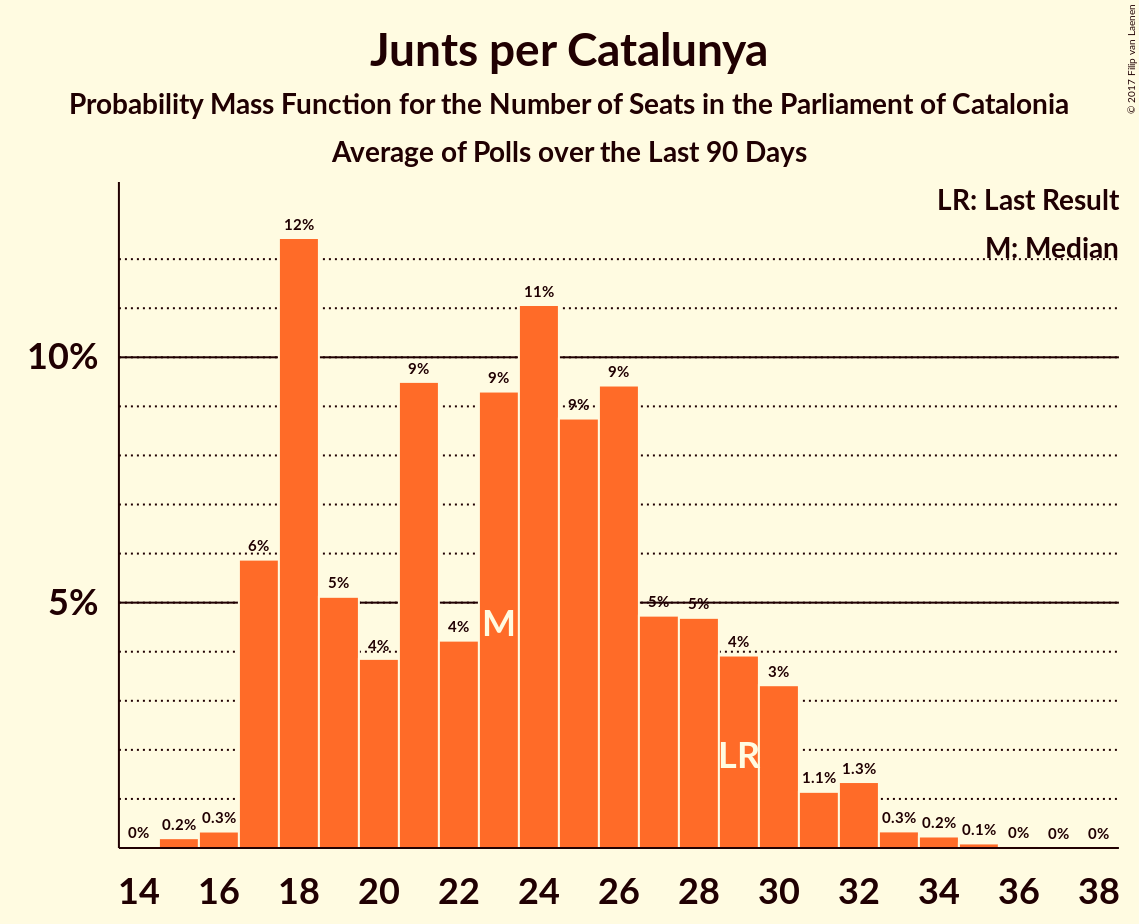 Junts per Catalunya
Probability Mass Function for the Number of Seats in the Parliament of Catalonia
Average of Polls over the Last 90 Days
© 2017 Filip van Laenen
LR: Last Result
M: Median
10%
5%
0% 0.2% 0.3% 6% 12% 5% 4% 9% 4% 9% 11% 9% 9% 5% 5% 4% 3% 1.1% 1.3% 0.3% 0.2% 0.1% 0% 0% 0%
M
LR
14 16 18 20 22 24 26 28 30 32 34 36 38